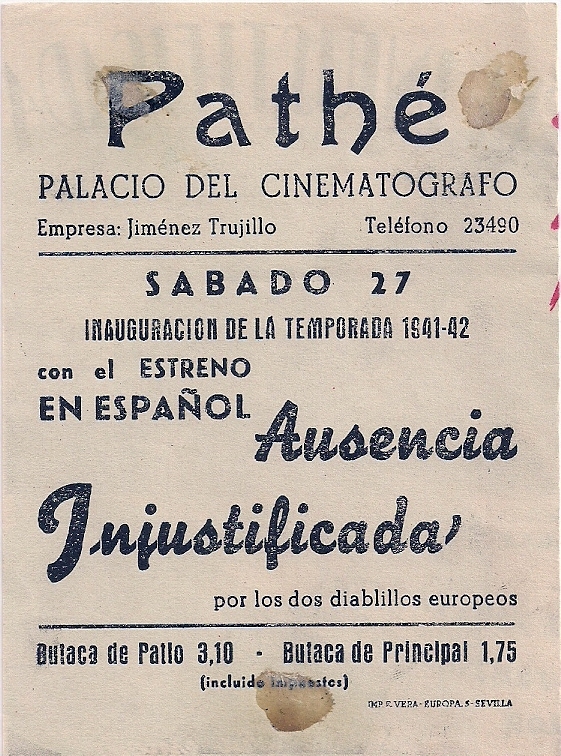 Pathé
PALACIO DEL CINEMATOGRAFO
Empresa: Jiménez Trujillo Teléfono 23490
SABADO 27
INAUGURACION DE LA TEMPORADA 1941-42
con el ESTRENO
EN ESPAÑOL
Ausencia
Injustificada
por los dos diablillos europeos
Butaca de Patio 3,10 - Butaca de Principal 1,75
(incluido impuestos)
IMP E. VERA - EUROPA, 5 - SEVILLA